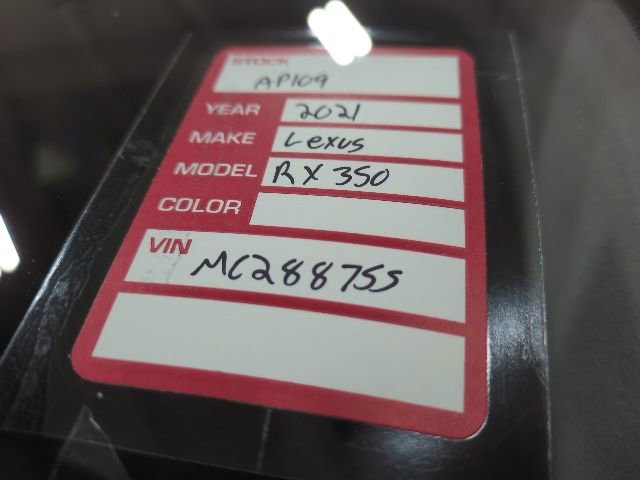 STOCK
AP109
YEAR 2021
MAKE Lexus
MODEL RX 350
COLOR
VIN
MC288755